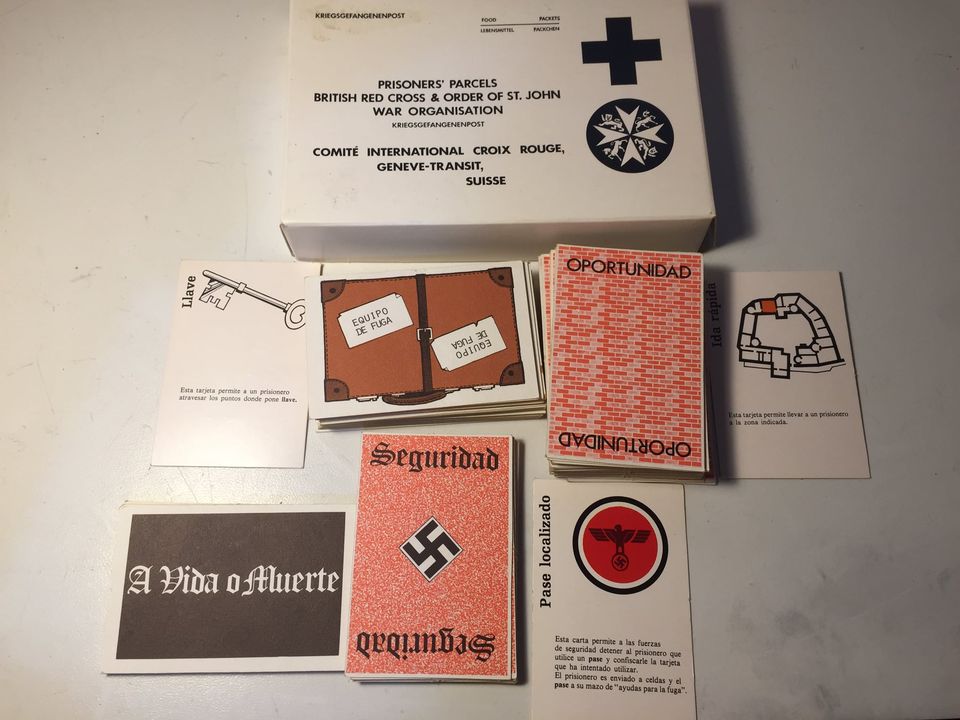 KRIEGSGEFANGENENPOST
FOOD PACKETS
LEBENSMITTEL PACKCHEN
PRISONERS' PARCELS
BRITISH RED CROSS & ORDER OF ST. JOHN
WAR ORGANISATION
KRIEGSGEFANGENENPOST
COMITÉ INTERNATIONAL CROIX ROUGE,
GENEVE-TRANSIT,
SUISSE
Llave
Esta tarjeta permite a un prisionero
atravesar los puntos donde pone llave.
EQUIPO
DE FUGA
EQUIPO
DE FUGA
OPORTUNIDAD
OPORTUNIDAD
Ida rápida
Esta tarjeta permite llevar a un prisionero
a la zona indicada.
A Vida o Muerte
Seguridad
Seguridad
Pase localizado
Esta carta permite a las fuerzas
de seguridad detener al prisionero que
utilice un pase y confiscarle la tarjeta
que ha intentado utilizar.
El prisionero es enviado a celdas y el
pase a su mazo de "ayudas para la fuga".